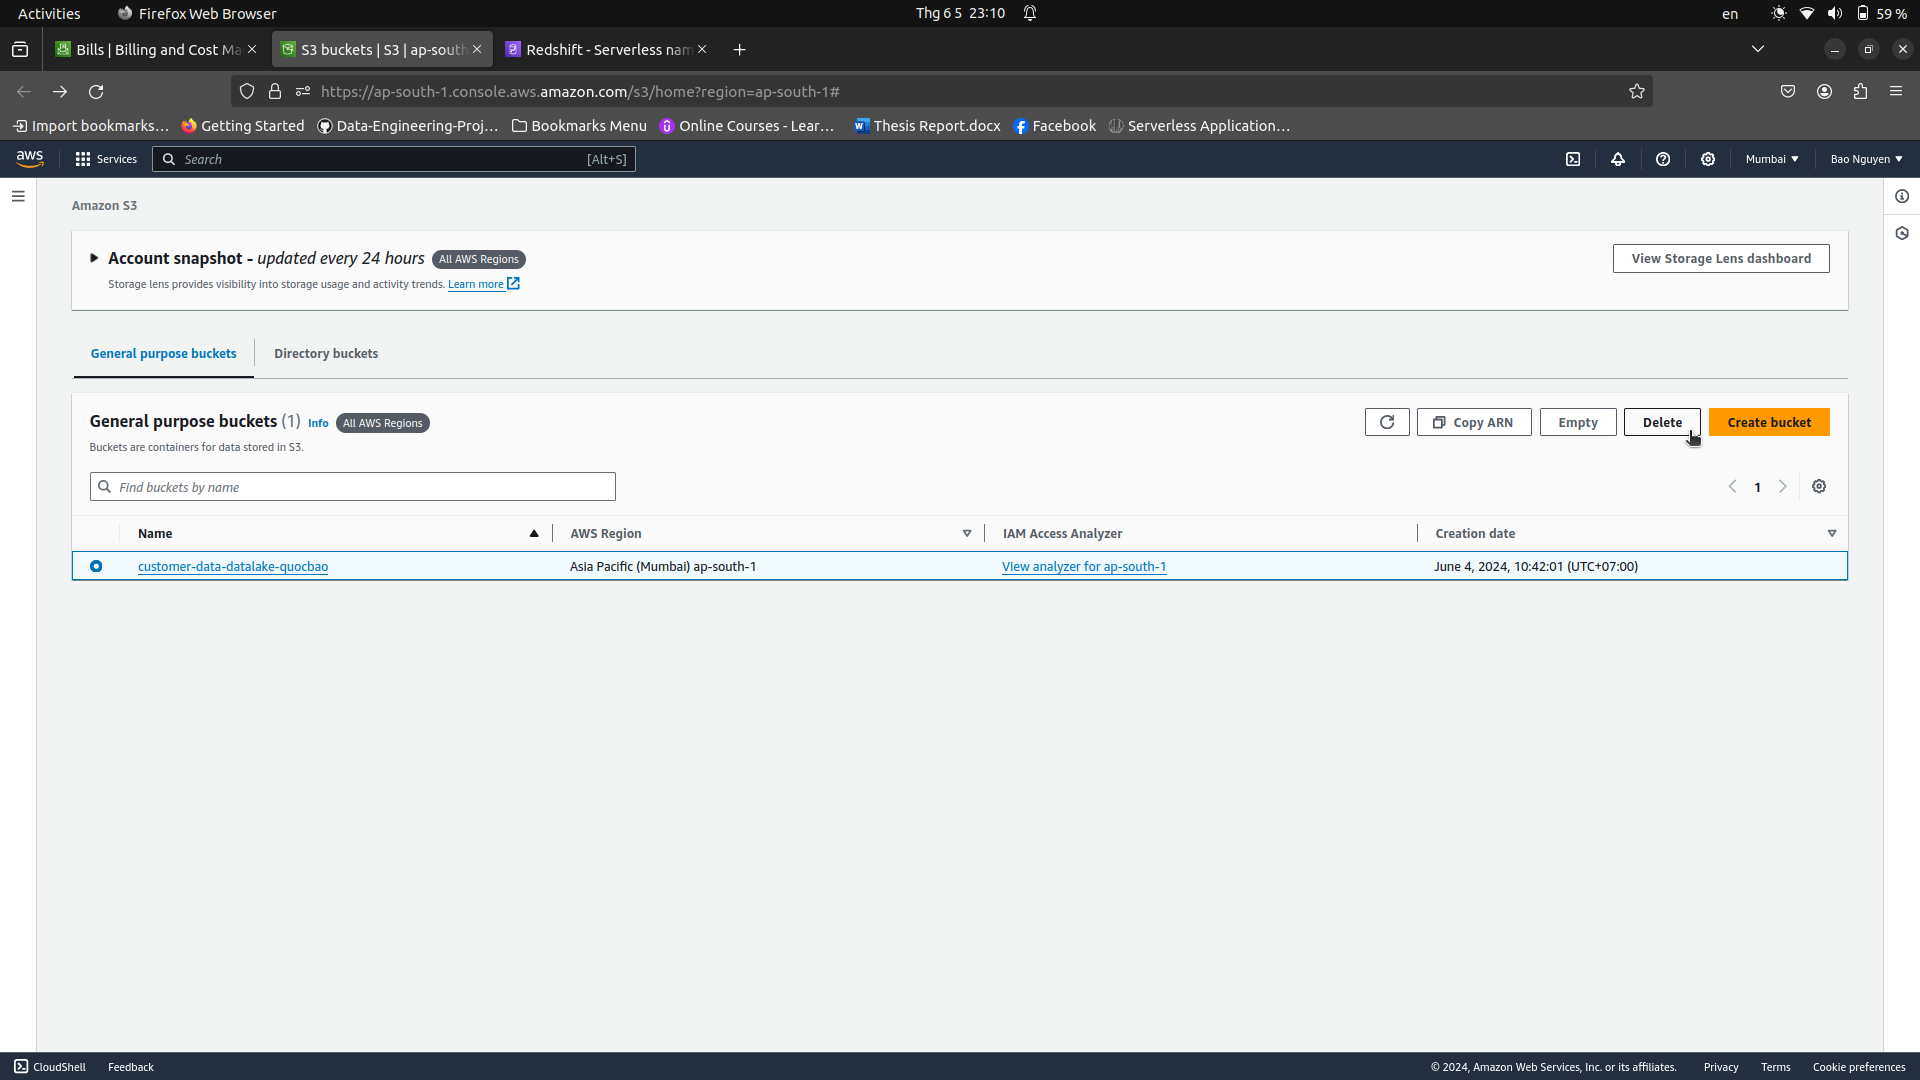 Activities Firefox Web Browser Thg 6 5 23:10 en 59 %
Bills | Billing and Cost Ma S3 buckets | S3 | ap-south Redshift - Serverless nam
https://ap-south-1.console.aws.amazon.com/s3/home?region=ap-south-1#
Import bookmarks… Getting Started Data-Engineering-Proj… Bookmarks Menu Online Courses - Lear… Thesis Report.docx Facebook Serverless Application…
aws Services Search [Alt+S] Mumbai Bao Nguyen
Amazon S3
Account snapshot - updated every 24 hours All AWS Regions View Storage Lens dashboard
Storage lens provides visibility into storage usage and activity trends. Learn more
General purpose buckets Directory buckets
General purpose buckets (1) Info All AWS Regions Copy ARN Empty Delete Create bucket
Buckets are containers for data stored in S3.
Find buckets by name 1
Name AWS Region IAM Access Analyzer Creation date
customer-data-datalake-quocbao Asia Pacific (Mumbai) ap-south-1 View analyzer for ap-south-1 June 4, 2024, 10:42:01 (UTC+07:00)
CloudShell Feedback © 2024, Amazon Web Services, Inc. or its affiliates. Privacy Terms Cookie preferences